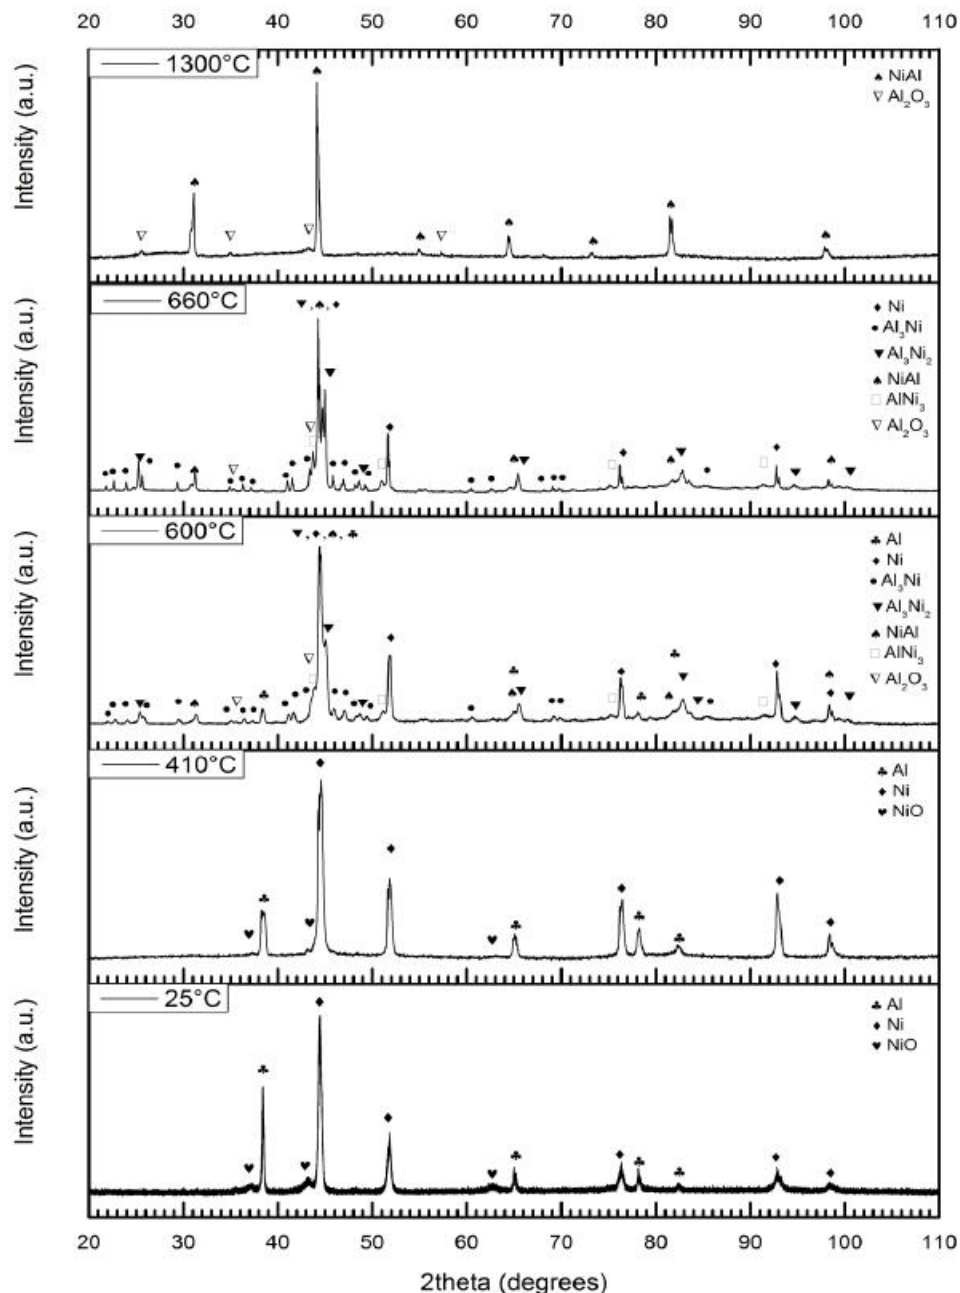 20 30 40 50 60 70 80 90 100 110
Intensity (a.u.)
1300°C
♠ NiAl
▽ Al₂O₃
Intensity (a.u.)
660°C
▼,♠,♦
♦ Ni
● Al₃Ni
▼ Al₃Ni₂
♠ NiAl
□ AlNi₃
▽ Al₂O₃
Intensity (a.u.)
600°C
▼,♦,♠,♣
♣ Al
♦ Ni
● Al₃Ni
▼ Al₃Ni₂
♠ NiAl
□ AlNi₃
▽ Al₂O₃
Intensity (a.u.)
410°C
♣ Al
♦ Ni
♥ NiO
Intensity (a.u.)
25°C
♣ Al
♦ Ni
♥ NiO
20 30 40 50 60 70 80 90 100 110
2theta (degrees)